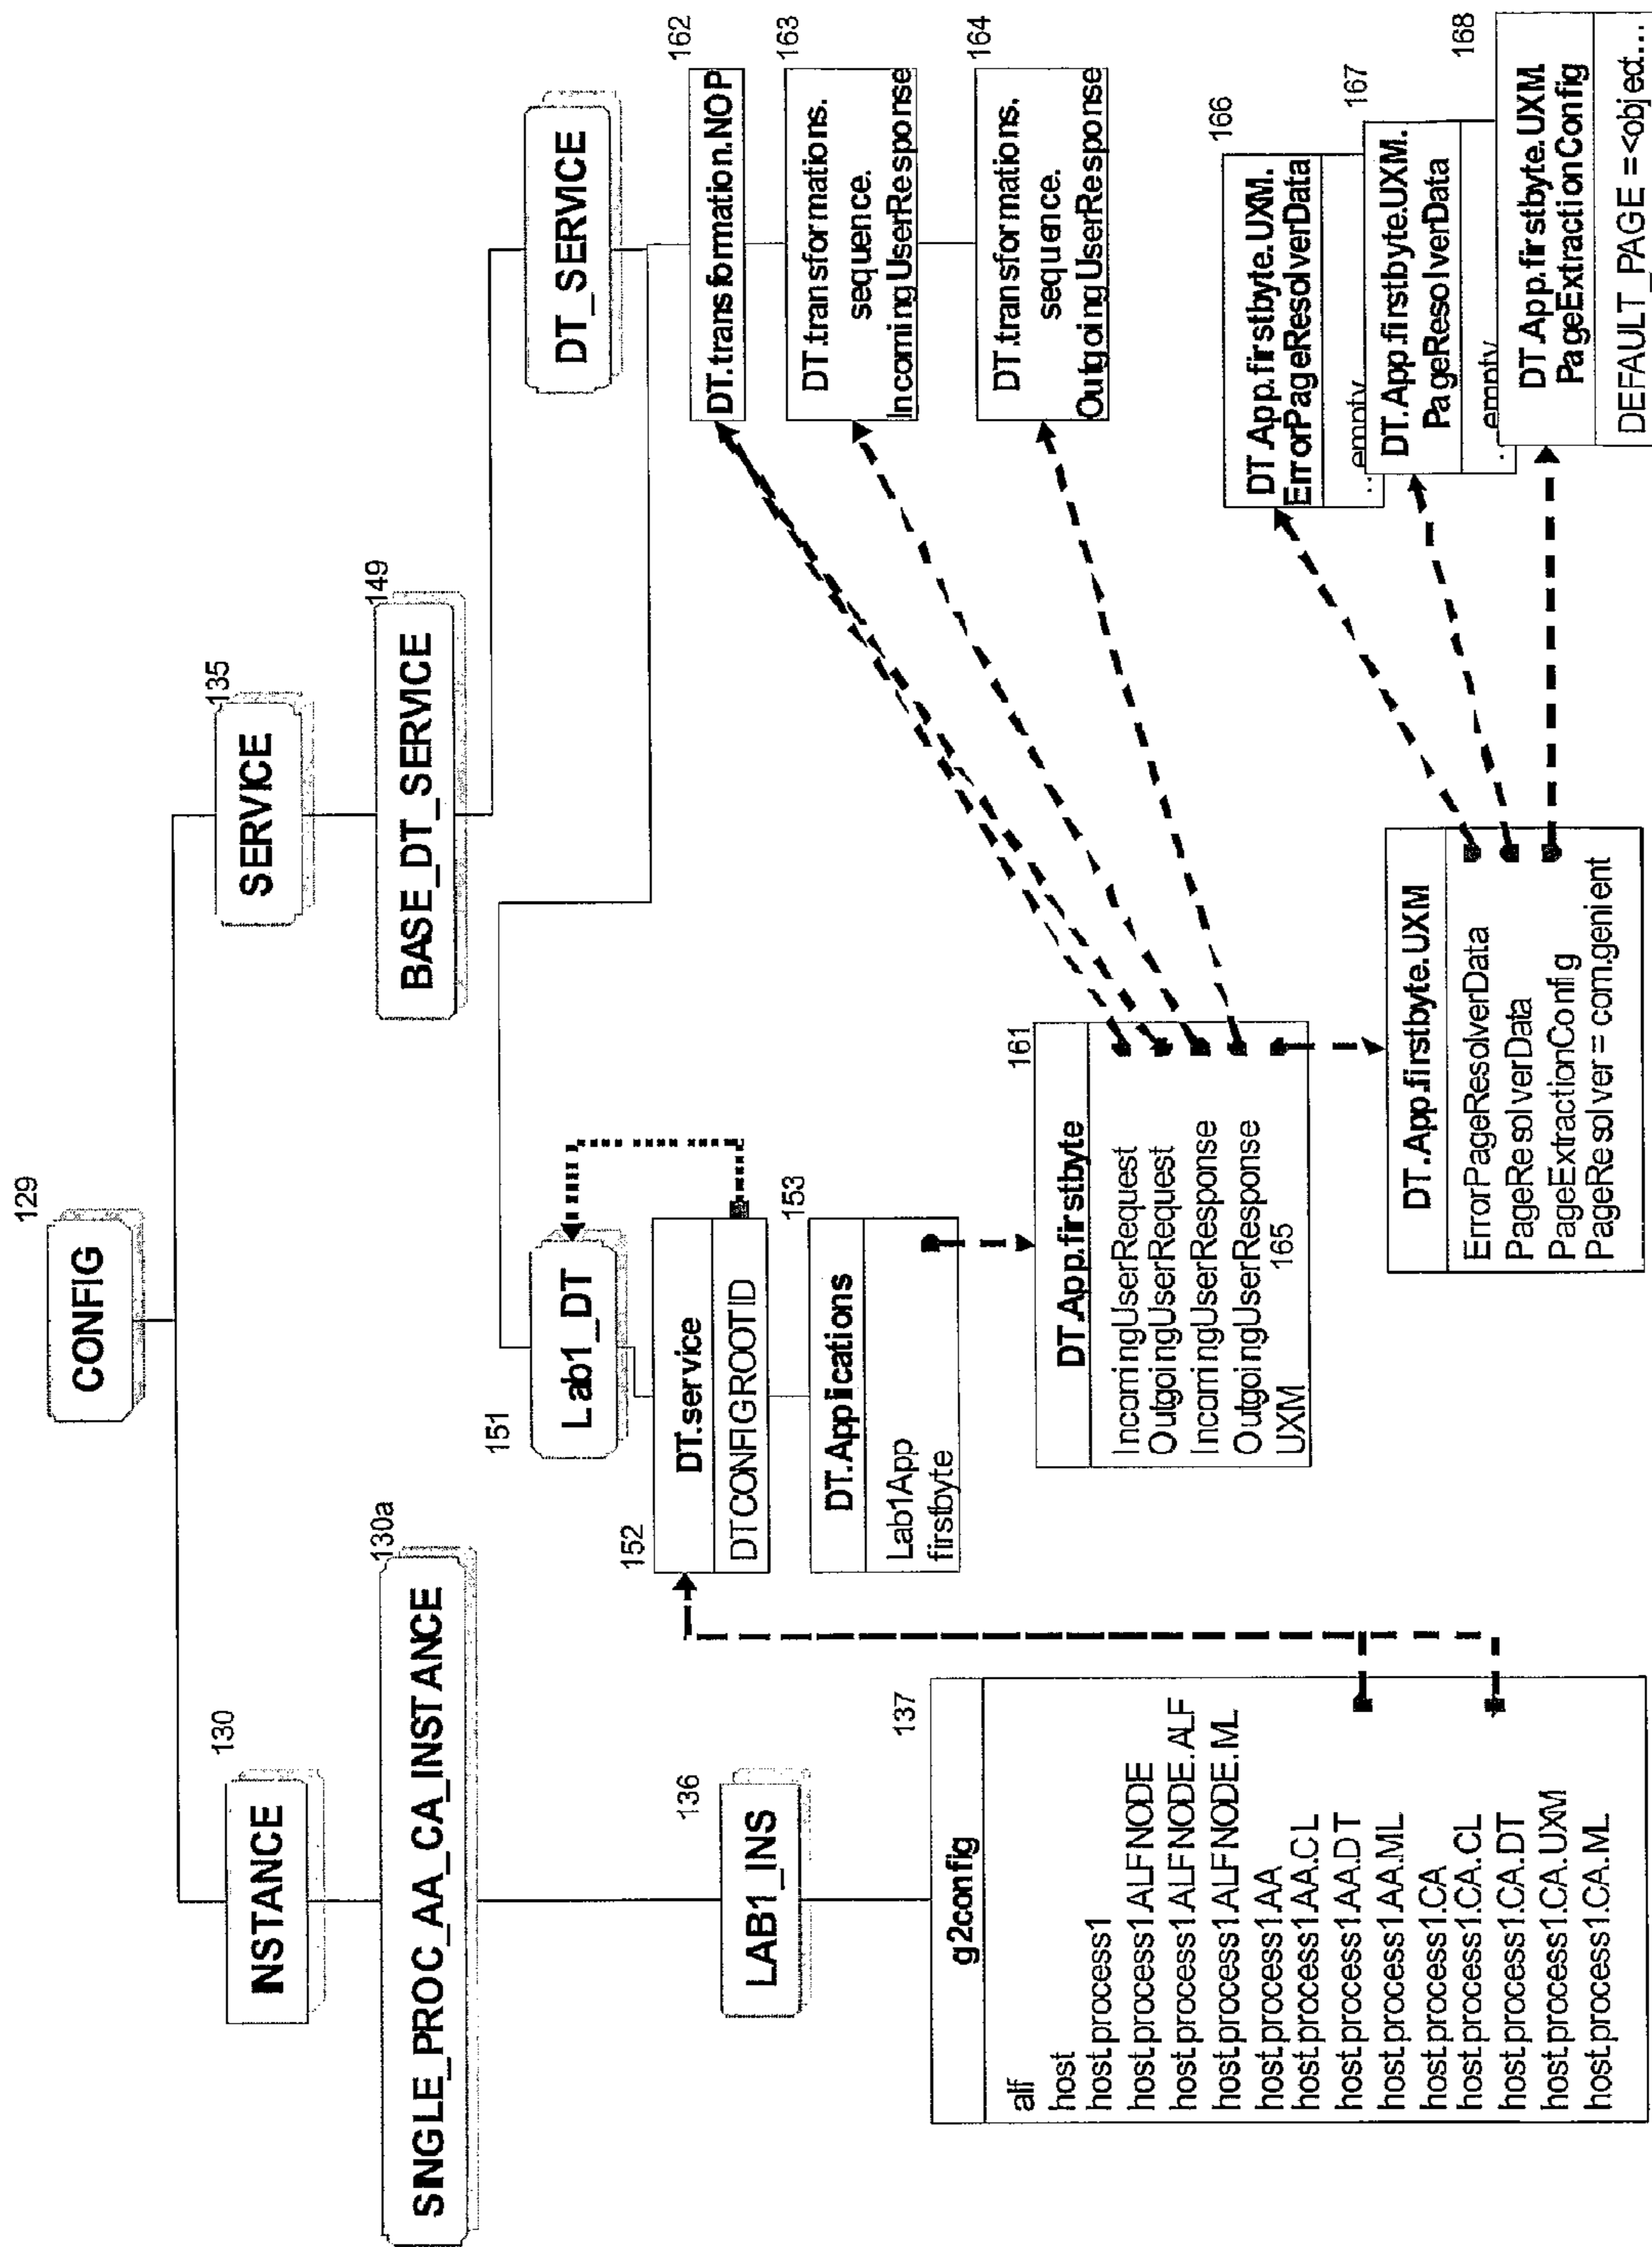 129
CONFIG
130
INSTANCE
130a
SINGLE_PROC_AA_CA_INSTANCE
136
LAB1_INS
137
g2config
alf
host
host.process1
host.process1.ALFNODE
host.process1.ALFNODE.ALF
host.process1.ALFNODE.ML
host.process1.AA
host.process1.AA.CL
host.process1.AA.DT
host.process1.AA.ML
host.process1.CA
host.process1.CA.CL
host.process1.CA.DT
host.process1.CA.UXM
host.process1.CA.ML
135
SERVICE
149
BASE_DT_SERVICE
DT_SERVICE
151
Lab1_DT
152
DT.service
DTCONFIGROOTID
153
DT.Applications
Lab1App
firstbyte
161
DT.App.firstbyte
IncomingUserRequest
OutgoingUserRequest
IncomingUserResponse
OutgoingUserResponse
UXM 165
DT.App.firstbyte.UXM
ErrorPageResolverData
PageResolverData
PageExtractionConfig
PageResolver = com.genient
162
DT.transformation.NOP
163
DT.transformations.
sequence.
IncomingUserResponse
164
DT.transformations.
sequence.
OutgoingUserResponse
166
DT.App.firstbyte.UXM.
ErrorPageResolverData
...empty
167
DT.App.firstbyte.UXM.
PageResolverData
...empty
168
DT.App.firstbyte.UXM.
PageExtractionConfig
DEFAULT_PAGE =<object...